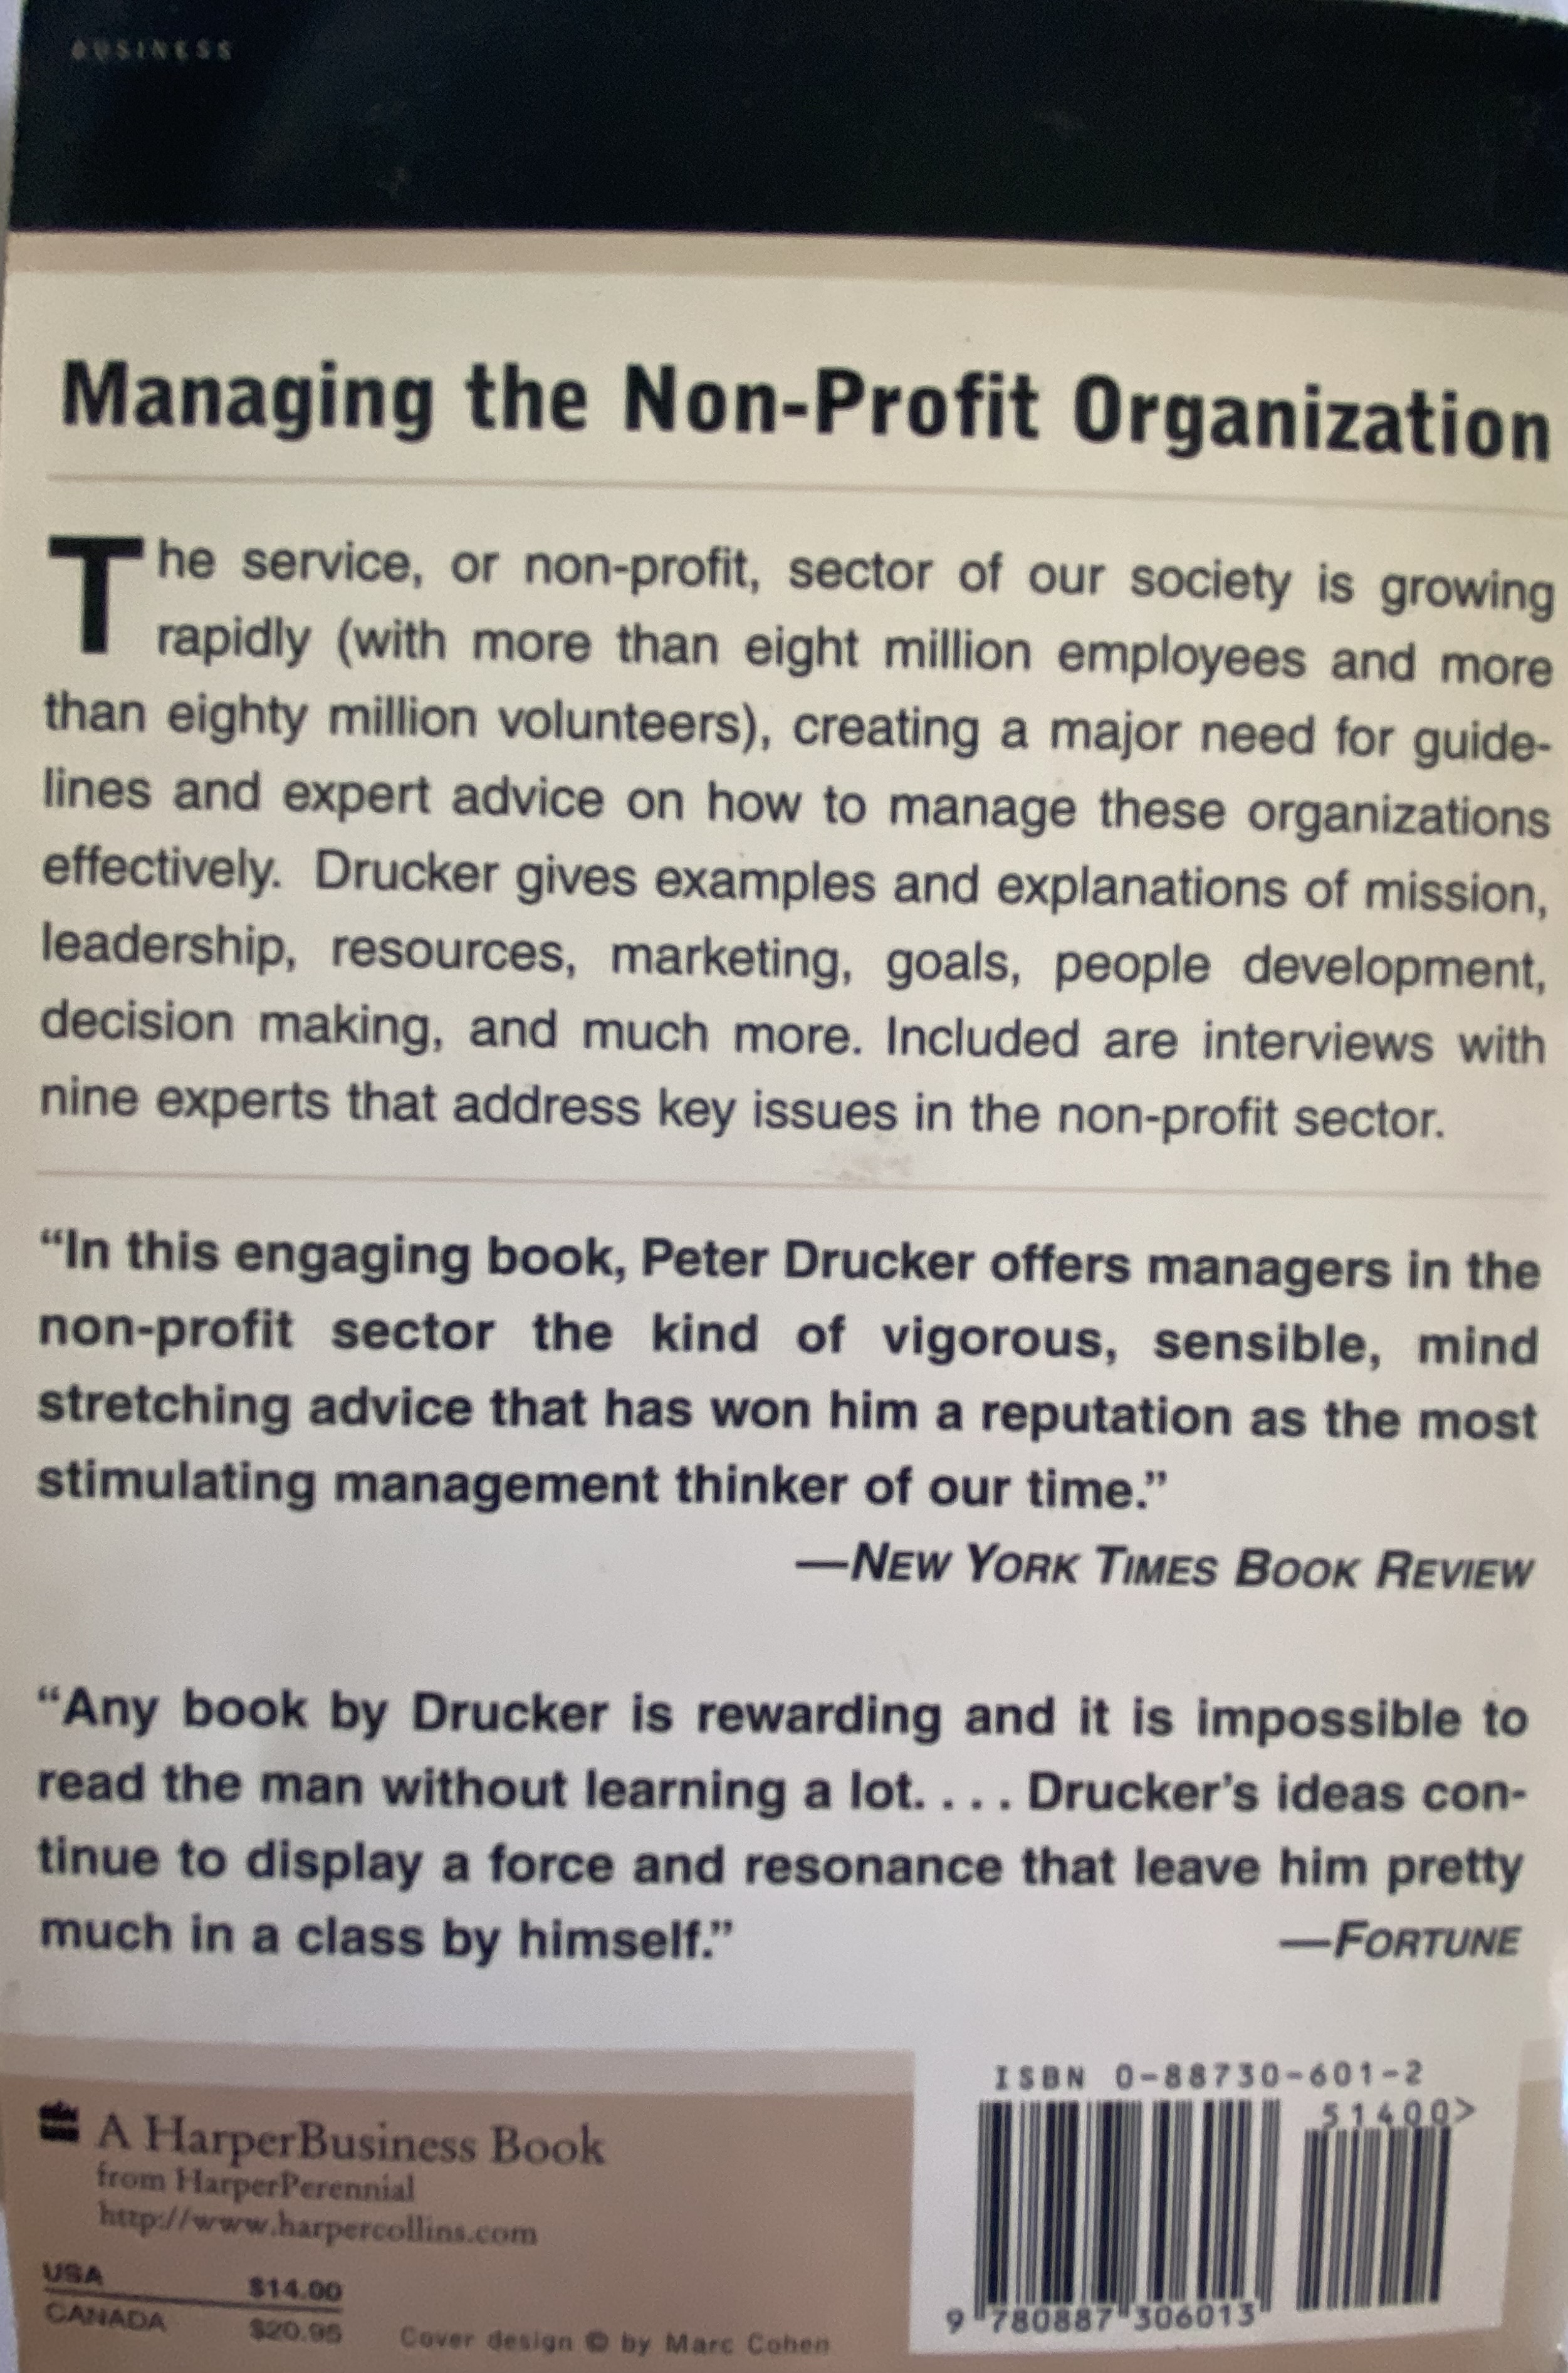 BUSINESS
Managing the Non-Profit Organization
The service, or non-profit, sector of our society is growing
rapidly (with more than eight million employees and more
than eighty million volunteers), creating a major need for guide-
lines and expert advice on how to manage these organizations
effectively. Drucker gives examples and explanations of mission,
leadership, resources, marketing, goals, people development,
decision making, and much more. Included are interviews with
nine experts that address key issues in the non-profit sector.
“In this engaging book, Peter Drucker offers managers in the
non-profit sector the kind of vigorous, sensible, mind
stretching advice that has won him a reputation as the most
stimulating management thinker of our time.”
—NEW YORK TIMES BOOK REVIEW
“Any book by Drucker is rewarding and it is impossible to
read the man without learning a lot. . . . Drucker’s ideas con-
tinue to display a force and resonance that leave him pretty
much in a class by himself.” —FORTUNE
A HarperBusiness Book
from HarperPerennial
http://www.harpercollins.com
USA $14.00
CANADA $20.95
Cover design © by Marc Cohen
ISBN 0-88730-601-2
51400>
9 780887 306013